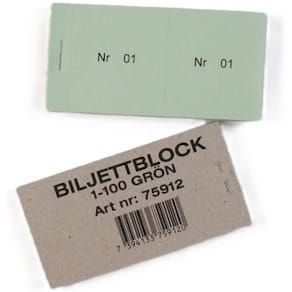 Nr 01 Nr 01
BILJETTBLOCK
1-100 GRÖN
Art nr: 75912
7 394133 759120